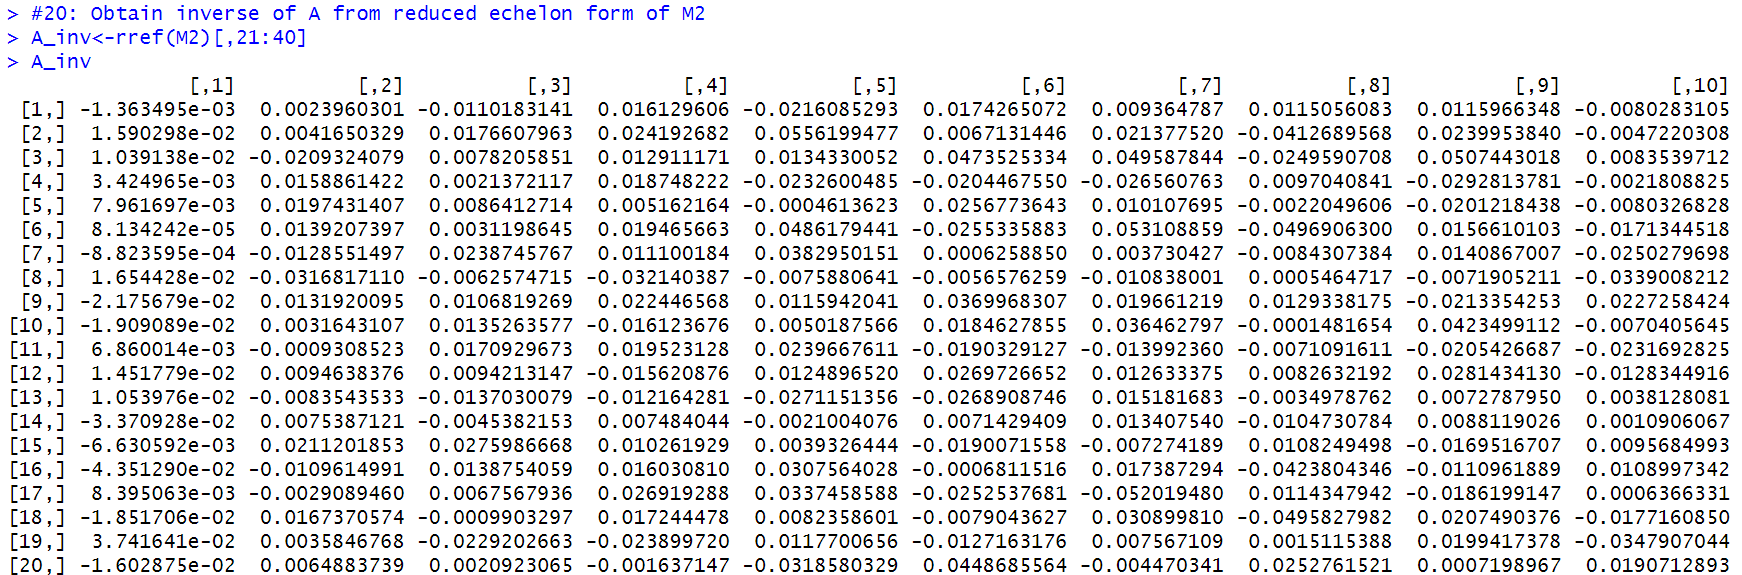 > #20: Obtain inverse of A from reduced echelon form of M2
> A_inv<-rref(M2)[,21:40]
> A_inv
               [,1]          [,2]          [,3]         [,4]          [,5]          [,6]         [,7]          [,8]          [,9]         [,10]
 [1,] -1.363495e-03  0.0023960301 -0.0110183141  0.016129606 -0.0216085293  0.0174265072  0.009364787  0.0115056083  0.0115966348 -0.0080283105
 [2,]  1.590298e-02  0.0041650329  0.0176607963  0.024192682  0.0556199477  0.0067131446  0.021377520 -0.0412689568  0.0239953840 -0.0047220308
 [3,]  1.039138e-02 -0.0209324079  0.0078205851  0.012911171  0.0134330052  0.0473525334  0.049587844 -0.0249590708  0.0507443018  0.0083539712
 [4,]  3.424965e-03  0.0158861422  0.0021372117  0.018748222 -0.0232600485 -0.0204467550 -0.026560763  0.0097040841 -0.0292813781 -0.0021808825
 [5,]  7.961697e-03  0.0197431407  0.0086412714  0.005162164 -0.0004613623  0.0256773643  0.010107695 -0.0022049606 -0.0201218438 -0.0080326828
 [6,]  8.134242e-05  0.0139207397  0.0031198645  0.019465663  0.0486179441 -0.0255335883  0.053108859 -0.0496906300  0.0156610103 -0.0171344518
 [7,] -8.823595e-04 -0.0128551497  0.0238745767  0.011100184  0.0382950151  0.0006258850  0.003730427 -0.0084307384  0.0140867007 -0.0250279698
 [8,]  1.654428e-02 -0.0316817110 -0.0062574715 -0.032140387 -0.0075880641 -0.0056576259 -0.010838001  0.0005464717 -0.0071905211 -0.0339008212
 [9,] -2.175679e-02  0.0131920095  0.0106819269  0.022446568  0.0115942041  0.0369968307  0.019661219  0.0129338175 -0.0213354253  0.0227258424
[10,] -1.909089e-02  0.0031643107  0.0135263577 -0.016123676  0.0050187566  0.0184627855  0.036462797 -0.0001481654  0.0423499112 -0.0070405645
[11,]  6.860014e-03 -0.0009308523  0.0170929673  0.019523128  0.0239667611 -0.0190329127 -0.013992360 -0.0071091611 -0.0205426687 -0.0231692825
[12,]  1.451779e-02  0.0094638376  0.0094213147 -0.015620876  0.0124896520  0.0269726652  0.012633375  0.0082632192  0.0281434130 -0.0128344916
[13,]  1.053976e-02 -0.0083543533 -0.0137030079 -0.012164281 -0.0271151356 -0.0268908746  0.015181683 -0.0034978762  0.0072787950  0.0038128081
[14,] -3.370928e-02  0.0075387121 -0.0045382153 -0.007484044 -0.0021004076  0.0071429409  0.013407540 -0.0104730784  0.0088119026  0.0010906067
[15,] -6.630592e-03  0.0211201853  0.0275986668  0.010261929  0.0039326444 -0.0190071558 -0.007274189  0.0108249498 -0.0169516707  0.0095684993
[16,] -4.351290e-02 -0.0109614991  0.0138754059  0.016030810  0.0307564028 -0.0006811516  0.017387294 -0.0423804346 -0.0110961889  0.0108997342
[17,]  8.395063e-03 -0.0029089460  0.0067567936  0.026919288  0.0337458588 -0.0252537681 -0.052019480  0.0114347942 -0.0186199147  0.0006366331
[18,] -1.851706e-02  0.0167370574 -0.0009903297  0.017244478  0.0082358601 -0.0079043627  0.030899810 -0.0495827982  0.0207490376 -0.0177160850
[19,]  3.741641e-02  0.0035846768 -0.0229202663 -0.023899720  0.0117700656 -0.0127163176  0.007567109  0.0015115388  0.0199417378 -0.0347907044
[20,] -1.602875e-02  0.0064883739  0.0020923065 -0.001637147 -0.0318580329  0.0448685564 -0.004470341  0.0252761521  0.0007198967  0.0190712893